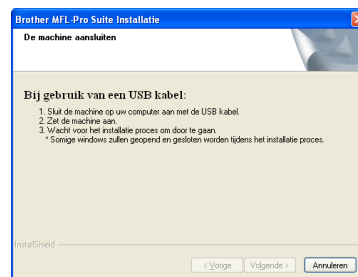 Brother MFL-Pro Suite Installatie
De machine aansluiten
Bij gebruik van een USB kabel:
1. Sluit de machine op uw computer aan met de USB kabel.
2. Zet de machine aan.
3. Wacht voor het installatie proces om door te gaan.
* Somige windows zullen geopend en gesloten worden tijdens het installatie proces.
InstallShield
< Vorige Volgende > Annuleren